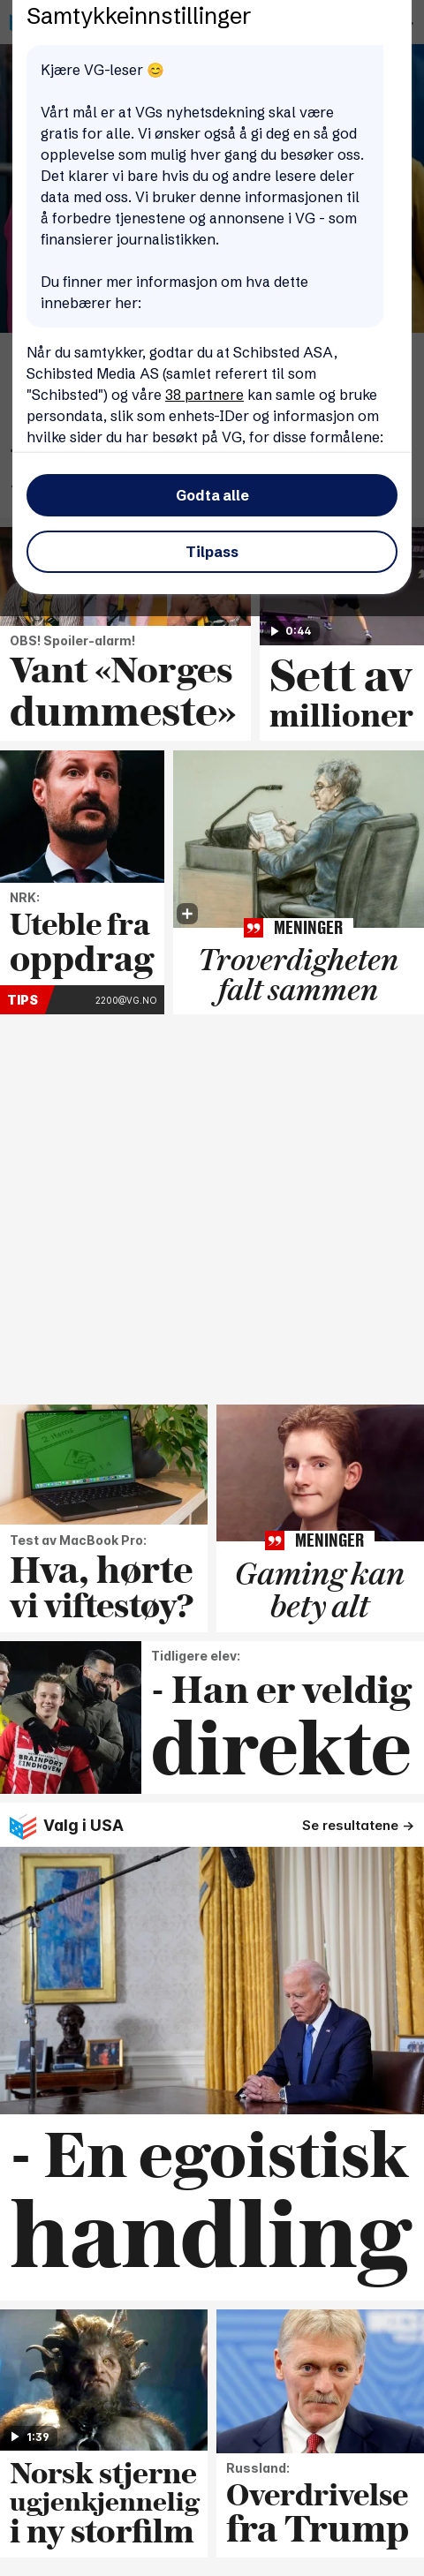 Samtykkeinnstillinger
Kjære VG-leser 😊
Vårt mål er at VGs nyhetsdekning skal være
gratis for alle. Vi ønsker også å gi deg en så god
opplevelse som mulig hver gang du besøker oss.
Det klarer vi bare hvis du og andre lesere deler
data med oss. Vi bruker denne informasjonen til
å forbedre tjenestene og annonsene i VG - som
finansierer journalistikken.
Du finner mer informasjon om hva dette
innebærer her:
Når du samtykker, godtar du at Schibsted ASA,
Schibsted Media AS (samlet referert til som
"Schibsted") og våre 38 partnere kan samle og bruke
persondata, slik som enhets-IDer og informasjon om
hvilke sider du har besøkt på VG, for disse formålene:
Godta alle
Tilpass
0:44
OBS! Spoiler-alarm!
Vant «Norges
dummeste»
Sett av
millioner
NRK:
Uteble fra
oppdrag
TIPS 2200@VG.NO
MENINGER
Troverdigheten
falt sammen
Test av MacBook Pro:
Hva, hørte
vi viftestøy?
MENINGER
Gaming kan
bety alt
BRAINPORT
EINDHOVEN
Tidligere elev:
- Han er veldig
direkte
Valg i USA
Se resultatene →
- En egoistisk
handling
1:39
Norsk stjerne
ugjenkjennelig
i ny storfilm
Russland:
Overdrivelse
fra Trump